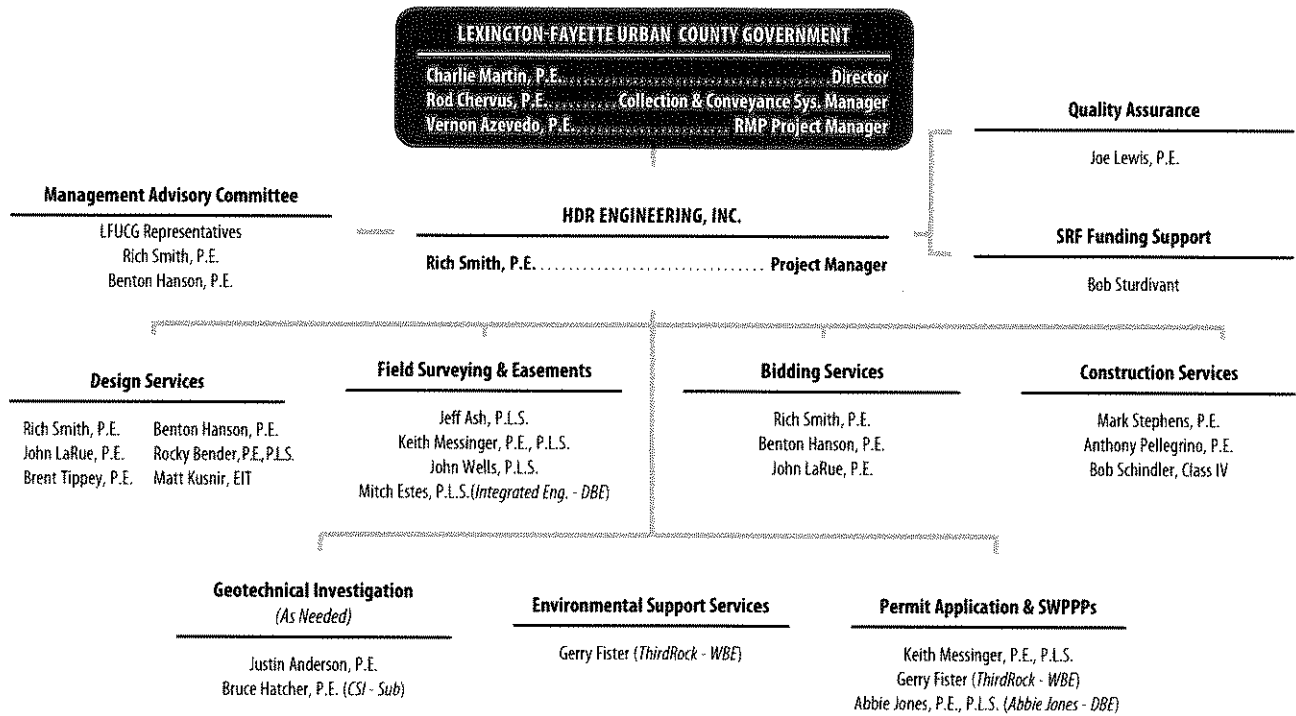 LEXINGTON-FAYETTE URBAN COUNTY GOVERNMENT
Charlie Martin, P.E. Director
Rod Chervus, P.E. Collection & Conveyance Sys. Manager
Vernon Azevedo, P.E. RMP Project Manager
Quality Assurance
Joe Lewis, P.E.
Management Advisory Committee
LFUCG Representatives
Rich Smith, P.E.
Benton Hanson, P.E.
HDR ENGINEERING, INC.
Rich Smith, P.E. Project Manager
SRF Funding Support
Bob Sturdivant
Design Services
Rich Smith, P.E. Benton Hanson, P.E.
John LaRue, P.E. Rocky Bender, P.E., P.L.S.
Brent Tippey, P.E. Matt Kusnir, EIT
Field Surveying & Easements
Jeff Ash, P.L.S.
Keith Messinger, P.E., P.L.S.
John Wells, P.L.S.
Mitch Estes, P.L.S.(Integrated Eng. - DBE)
Bidding Services
Rich Smith, P.E.
Benton Hanson, P.E.
John LaRue, P.E.
Construction Services
Mark Stephens, P.E.
Anthony Pellegrino, P.E.
Bob Schindler, Class IV
Geotechnical Investigation
(As Needed)
Justin Anderson, P.E.
Bruce Hatcher, P.E. (CSI - Sub)
Environmental Support Services
Gerry Fister (ThirdRock - WBE)
Permit Application & SWPPPs
Keith Messinger, P.E., P.L.S.
Gerry Fister (ThirdRock - WBE)
Abbie Jones, P.E., P.L.S. (Abbie Jones - DBE)